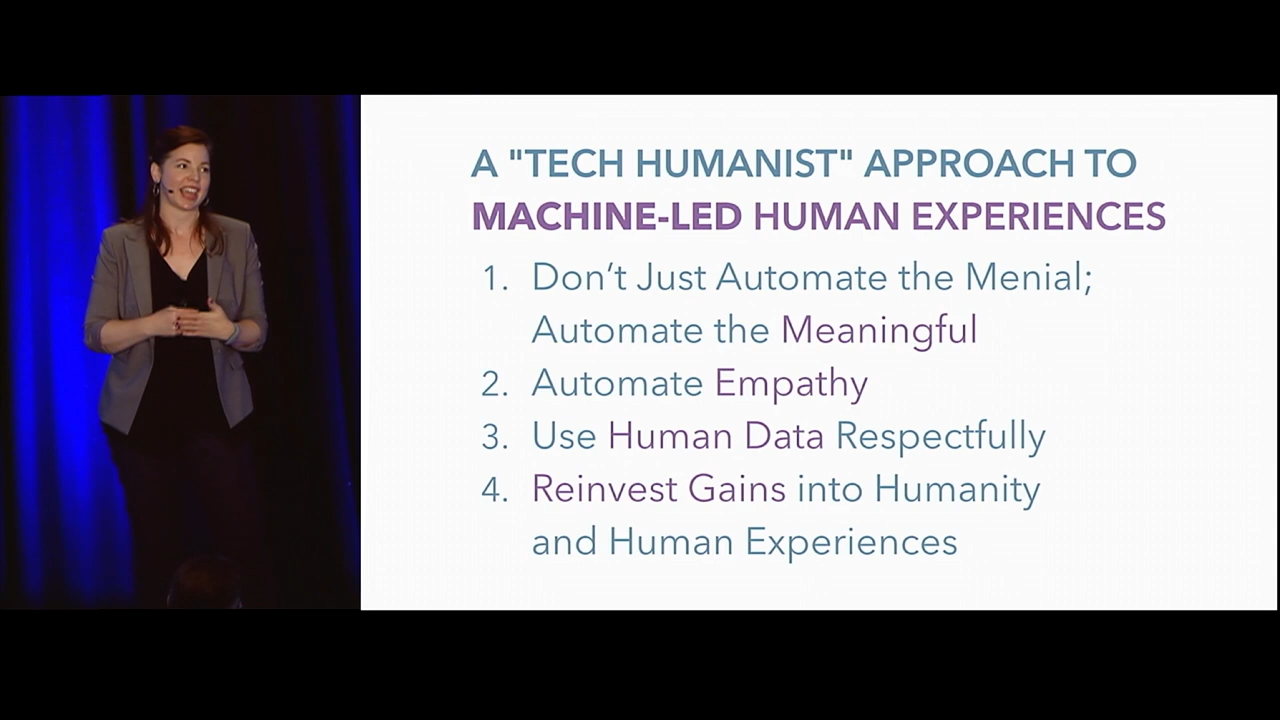 A "TECH HUMANIST" APPROACH TO
MACHINE-LED HUMAN EXPERIENCES
1. Don’t Just Automate the Menial;
Automate the Meaningful
2. Automate Empathy
3. Use Human Data Respectfully
4. Reinvest Gains into Humanity
and Human Experiences